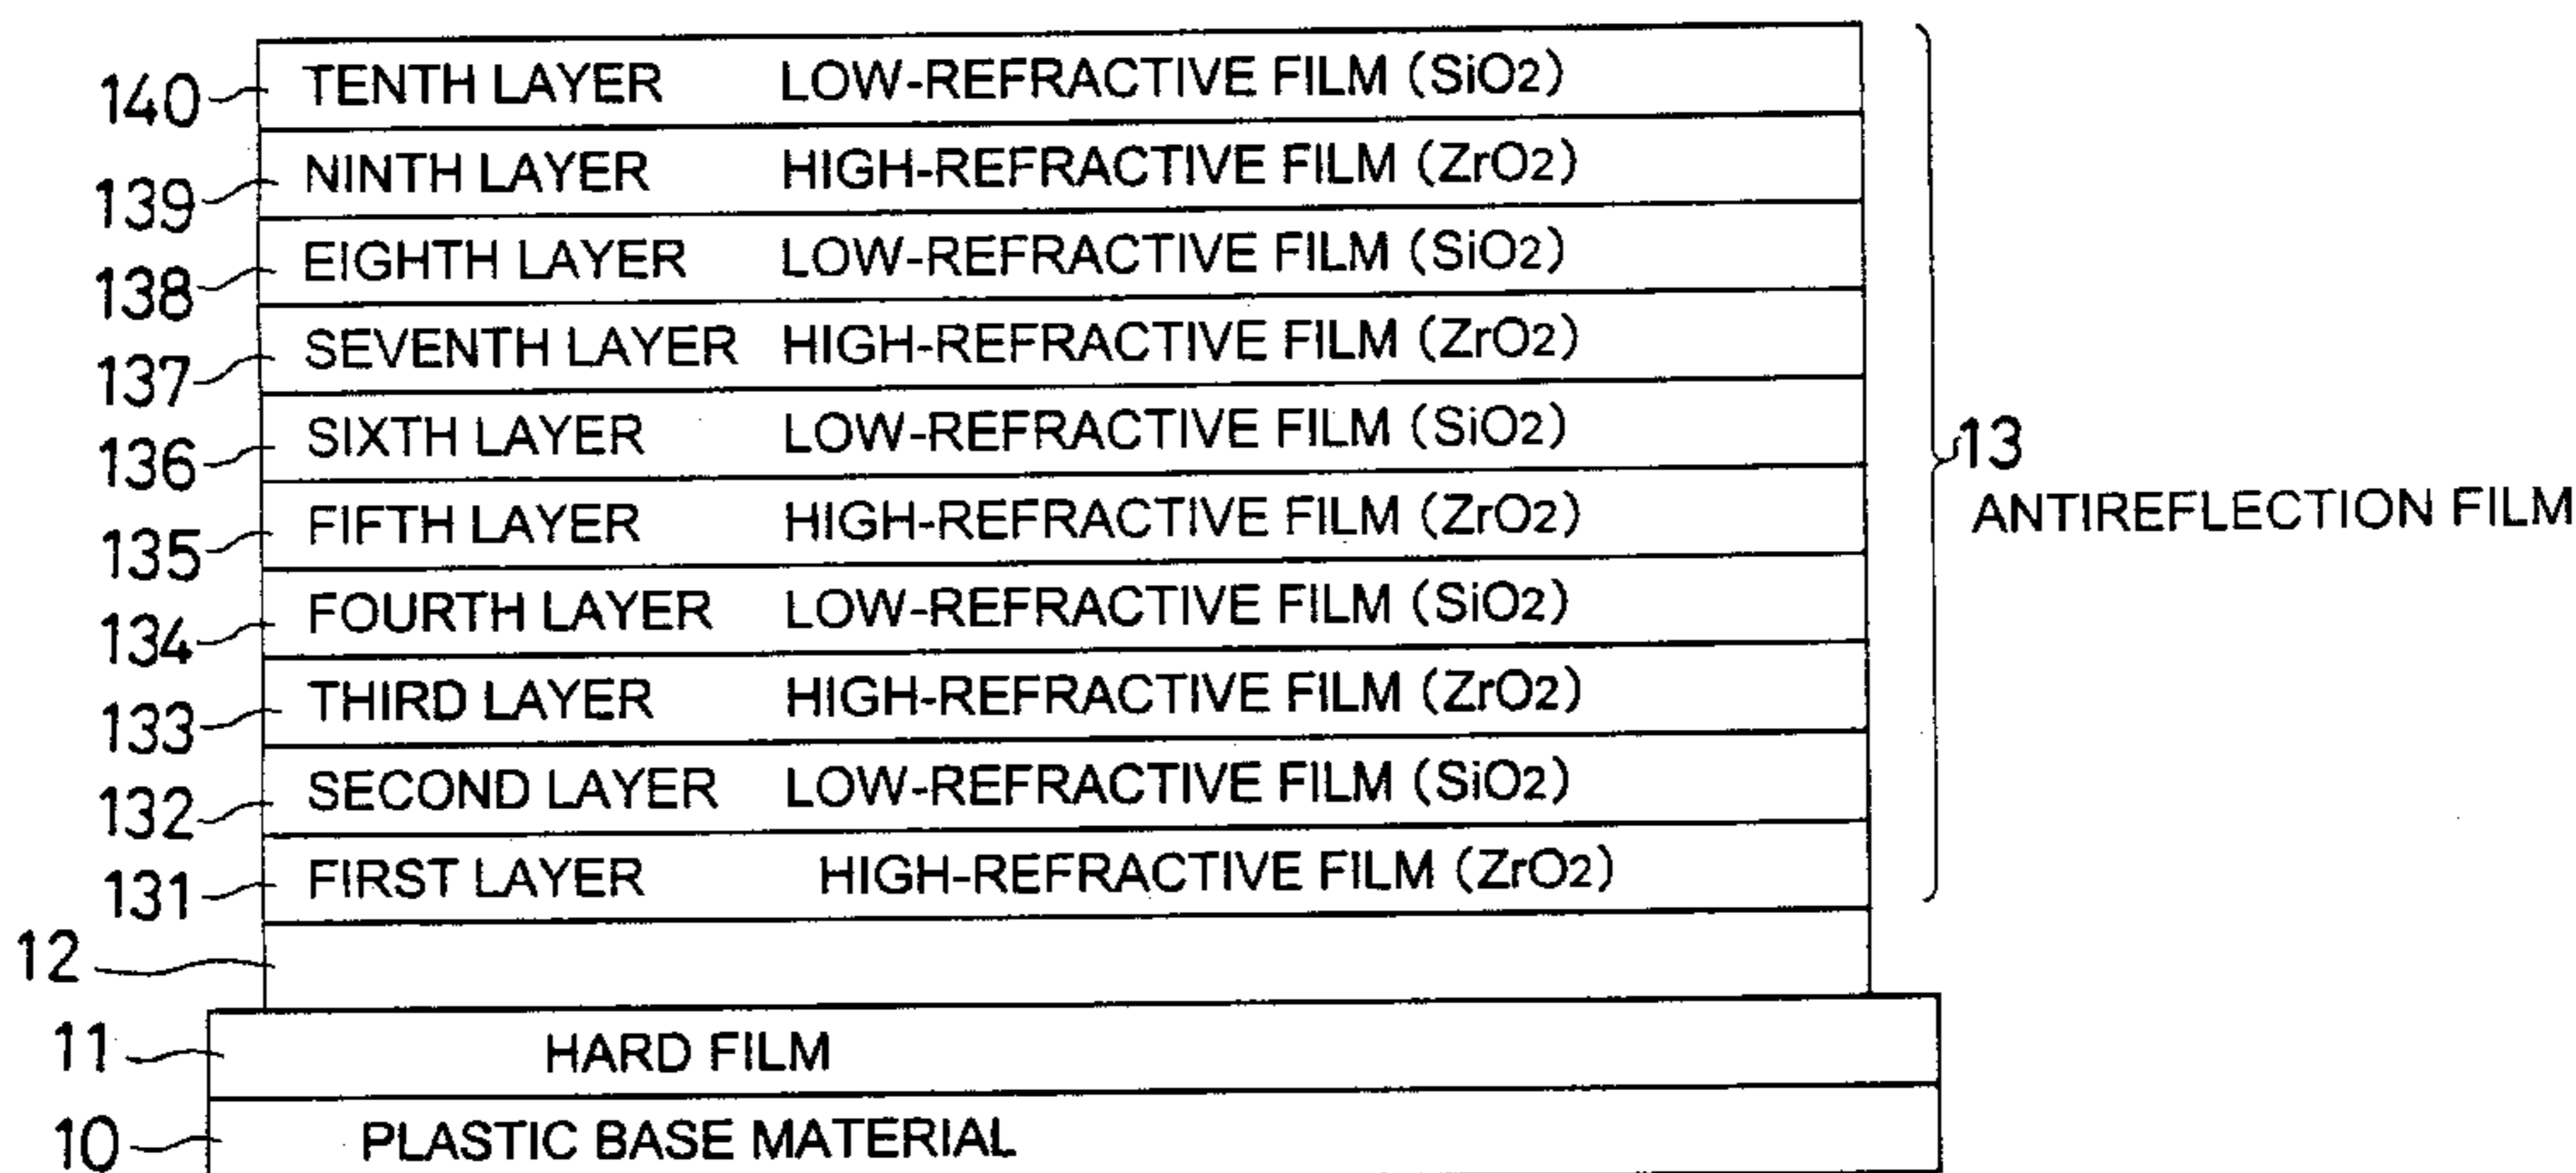 140 TENTH LAYER LOW-REFRACTIVE FILM (SiO2)
139 NINTH LAYER HIGH-REFRACTIVE FILM (ZrO2)
138 EIGHTH LAYER LOW-REFRACTIVE FILM (SiO2)
137 SEVENTH LAYER HIGH-REFRACTIVE FILM (ZrO2)
136 SIXTH LAYER LOW-REFRACTIVE FILM (SiO2)
13
135 FIFTH LAYER HIGH-REFRACTIVE FILM (ZrO2)
ANTIREFLECTION FILM
134 FOURTH LAYER LOW-REFRACTIVE FILM (SiO2)
133 THIRD LAYER HIGH-REFRACTIVE FILM (ZrO2)
132 SECOND LAYER LOW-REFRACTIVE FILM (SiO2)
131 FIRST LAYER HIGH-REFRACTIVE FILM (ZrO2)
12
11 HARD FILM
10 PLASTIC BASE MATERIAL